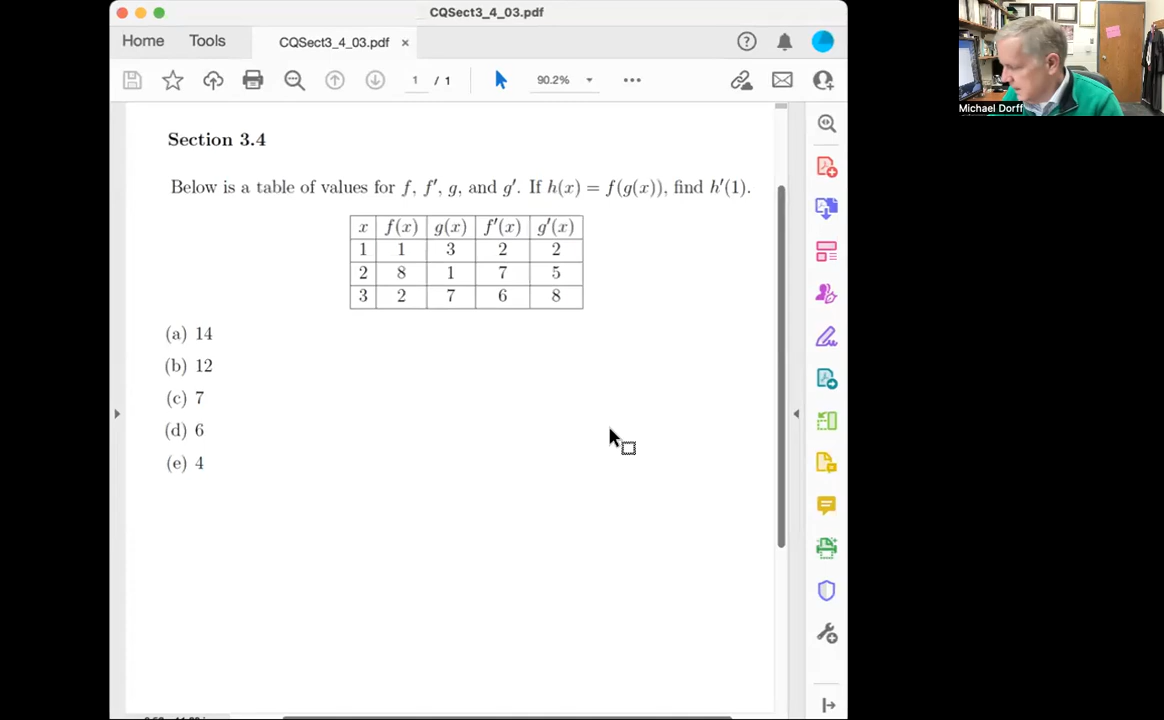 CQSect3_4_03.pdf
Home Tools CQSect3_4_03.pdf ×
1 / 1 90.2%
Michael Dorff
Section 3.4
Below is a table of values for f, f′, g, and g′. If h(x) = f(g(x)), find h′(1).
x f(x) g(x) f′(x) g′(x)
1 1 3 2 2
2 8 1 7 5
3 2 7 6 8
(a) 14
(b) 12
(c) 7
(d) 6
(e) 4